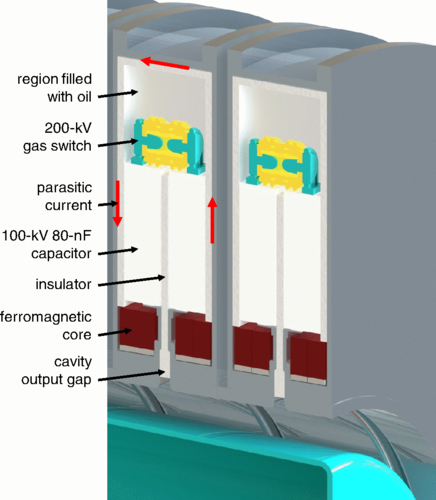 region filled
with oil
200-kV
gas switch
parasitic
current
100-kV 80-nF
capacitor
insulator
ferromagnetic
core
cavity
output gap